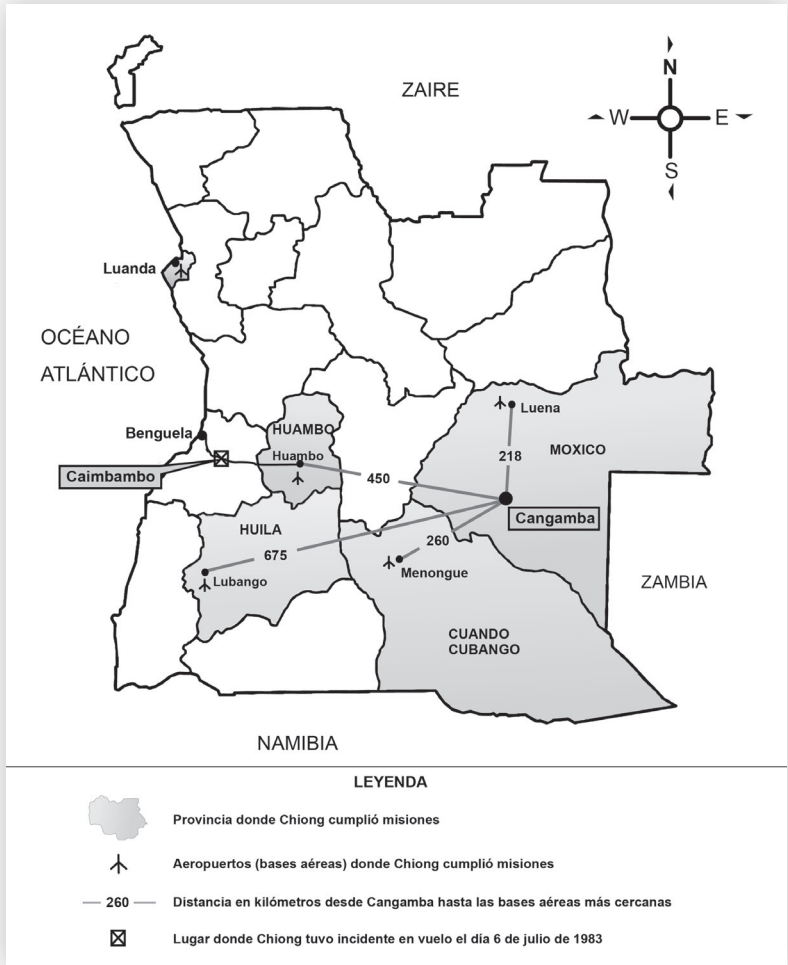 ZAIRE
N
W
E
S
Luanda
OCÉANO
ATLÁNTICO
Luena
Benguela
HUAMBO
MOXICO
Huambo
218
Caimbambo
450
Cangamba
HUILA
260
675
Menongue
Lubango
ZAMBIA
CUANDO
CUBANGO
NAMIBIA
LEYENDA
Provincia donde Chiong cumplió misiones
Aeropuertos (bases aéreas) donde Chiong cumplió misiones
260
Distancia en kilómetros desde Cangamba hasta las bases aéreas más cercanas
Lugar donde Chiong tuvo incidente en vuelo el día 6 de julio de 1983